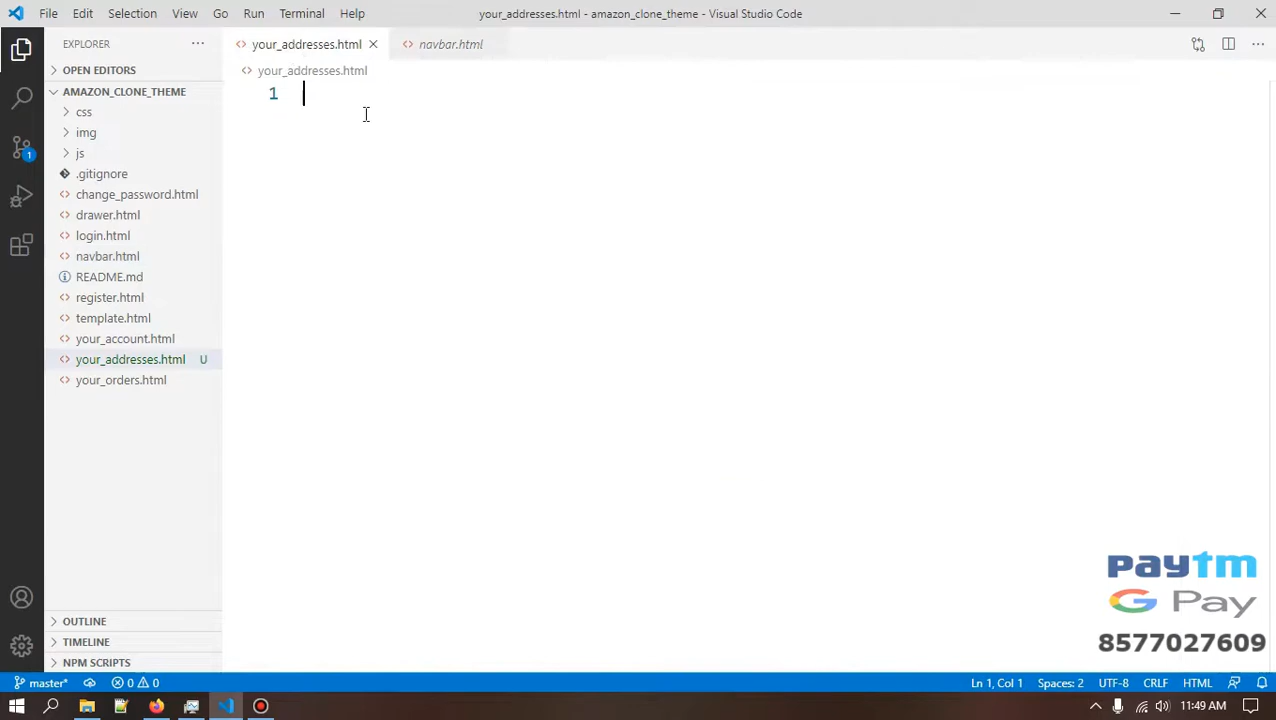 File Edit Selection View Go Run Terminal Help your_addresses.html - amazon_clone_theme - Visual Studio Code
EXPLORER
your_addresses.html
navbar.html
OPEN EDITORS
your_addresses.html
AMAZON_CLONE_THEME
1
css
img
js
.gitignore
change_password.html
drawer.html
login.html
navbar.html
README.md
register.html
template.html
your_account.html
your_addresses.html U
your_orders.html
1
paytm
G Pay
8577027609
OUTLINE
TIMELINE
NPM SCRIPTS
master* 0 0 Ln 1, Col 1 Spaces: 2 UTF-8 CRLF HTML
11:49 AM